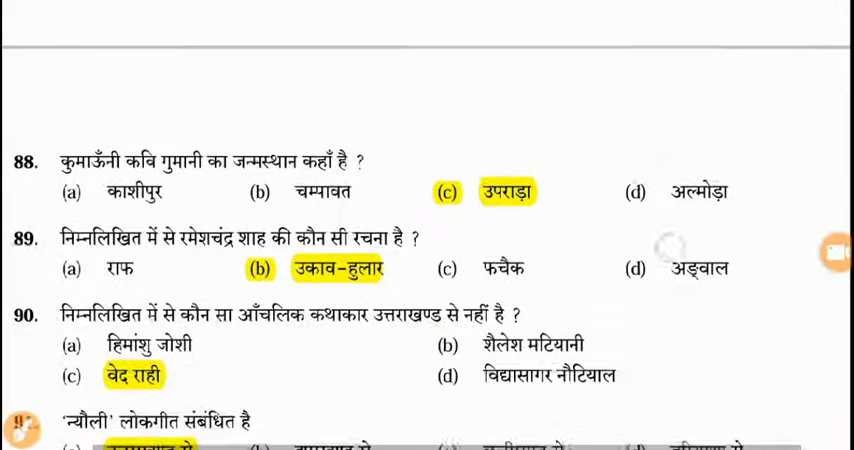 88. कुमाऊँनी कवि गुमानी का जन्मस्थान कहाँ है ?
(a) काशीपुर (b) चम्पावत (c) उपराड़ा (d) अल्मोड़ा
89. निम्नलिखित में से रमेशचंद्र शाह की कौन सी रचना है ?
(a) राफ (b) उकाव-हुलार (c) फचैक (d) अङ्वाल
90. निम्नलिखित में से कौन सा आँचलिक कथाकार उत्तराखण्ड से नहीं है ?
(a) हिमांशु जोशी (b) शैलेश मटियानी
(c) वेद राही (d) विद्यासागर नौटियाल
'न्यौली' लोकगीत संबंधित है